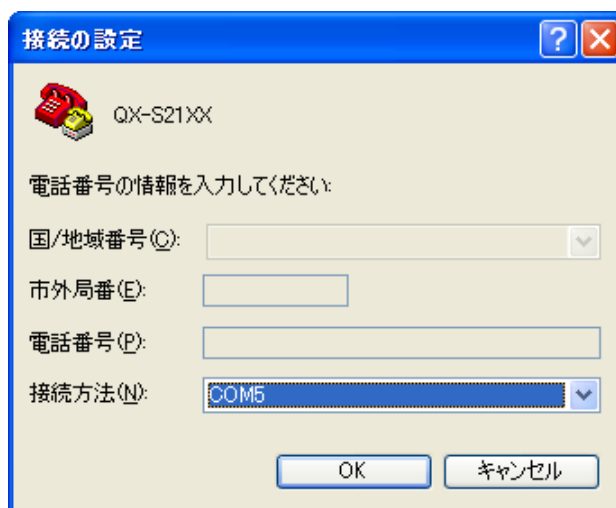 接続の設定
QX-S21XX
電話番号の情報を入力してください:
国/地域番号(C):
市外局番(E):
電話番号(P):
接続方法(N): COM5
OK キャンセル